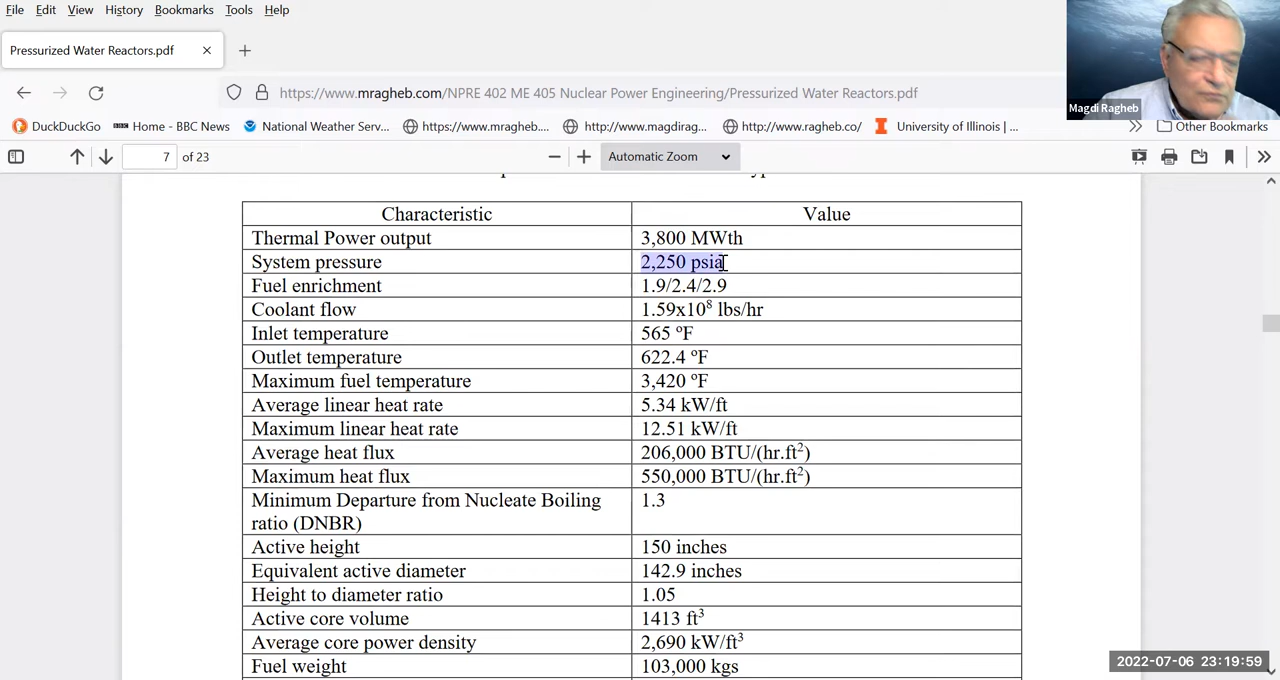 File Edit View History Bookmarks Tools Help
Pressurized Water Reactors.pdf
https://www.mragheb.com/NPRE 402 ME 405 Nuclear Power Engineering/Pressurized Water Reactors.pdf
Magdi Ragheb
DuckDuckGo BBC Home - BBC News National Weather Serv... https://www.mragheb.... http://www.magdirag... http://www.ragheb.co/ I University of Illinois | ... Other Bookmarks
7 of 23 Automatic Zoom
Characteristic Value
Thermal Power output 3,800 MWth
System pressure 2,250 psia
Fuel enrichment 1.9/2.4/2.9
Coolant flow 1.59x10⁸ lbs/hr
Inlet temperature 565 ºF
Outlet temperature 622.4 ºF
Maximum fuel temperature 3,420 ºF
Average linear heat rate 5.34 kW/ft
Maximum linear heat rate 12.51 kW/ft
Average heat flux 206,000 BTU/(hr.ft²)
Maximum heat flux 550,000 BTU/(hr.ft²)
Minimum Departure from Nucleate Boiling 1.3
ratio (DNBR)
Active height 150 inches
Equivalent active diameter 142.9 inches
Height to diameter ratio 1.05
Active core volume 1413 ft³
Average core power density 2,690 kW/ft³
Fuel weight 103,000 kgs
2022-07-06 23:19:59